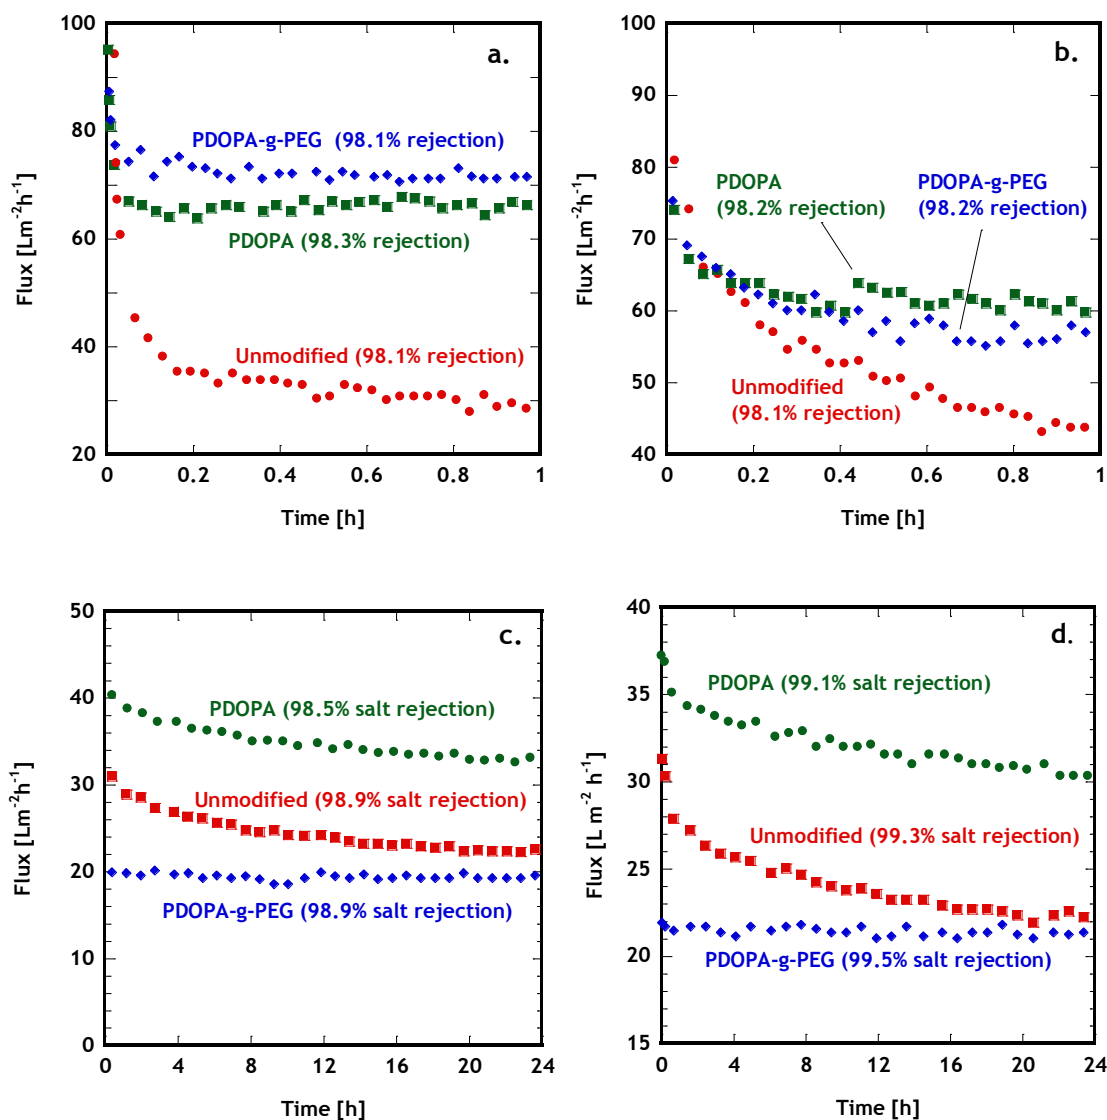 a.
100
80
60
40
20
Flux [Lm⁻²h⁻¹]
PDOPA-g-PEG (98.1% rejection)
PDOPA (98.3% rejection)
Unmodified (98.1% rejection)
0
0.2
0.4
0.6
0.8
1
Time [h]
b.
100
90
80
70
60
50
40
Flux [Lm⁻²h⁻¹]
PDOPA
(98.2% rejection)
PDOPA-g-PEG
(98.2% rejection)
Unmodified
(98.1% rejection)
0
0.2
0.4
0.6
0.8
1
Time [h]
c.
50
40
30
20
10
0
Flux [Lm⁻²h⁻¹]
PDOPA (98.5% salt rejection)
Unmodified (98.9% salt rejection)
PDOPA-g-PEG (98.9% salt rejection)
0
4
8
12
16
20
24
Time [h]
d.
40
35
30
25
20
15
Flux [L m⁻² h⁻¹]
PDOPA (99.1% salt rejection)
Unmodified (99.3% salt rejection)
PDOPA-g-PEG (99.5% salt rejection)
0
4
8
12
16
20
24
Time [h]